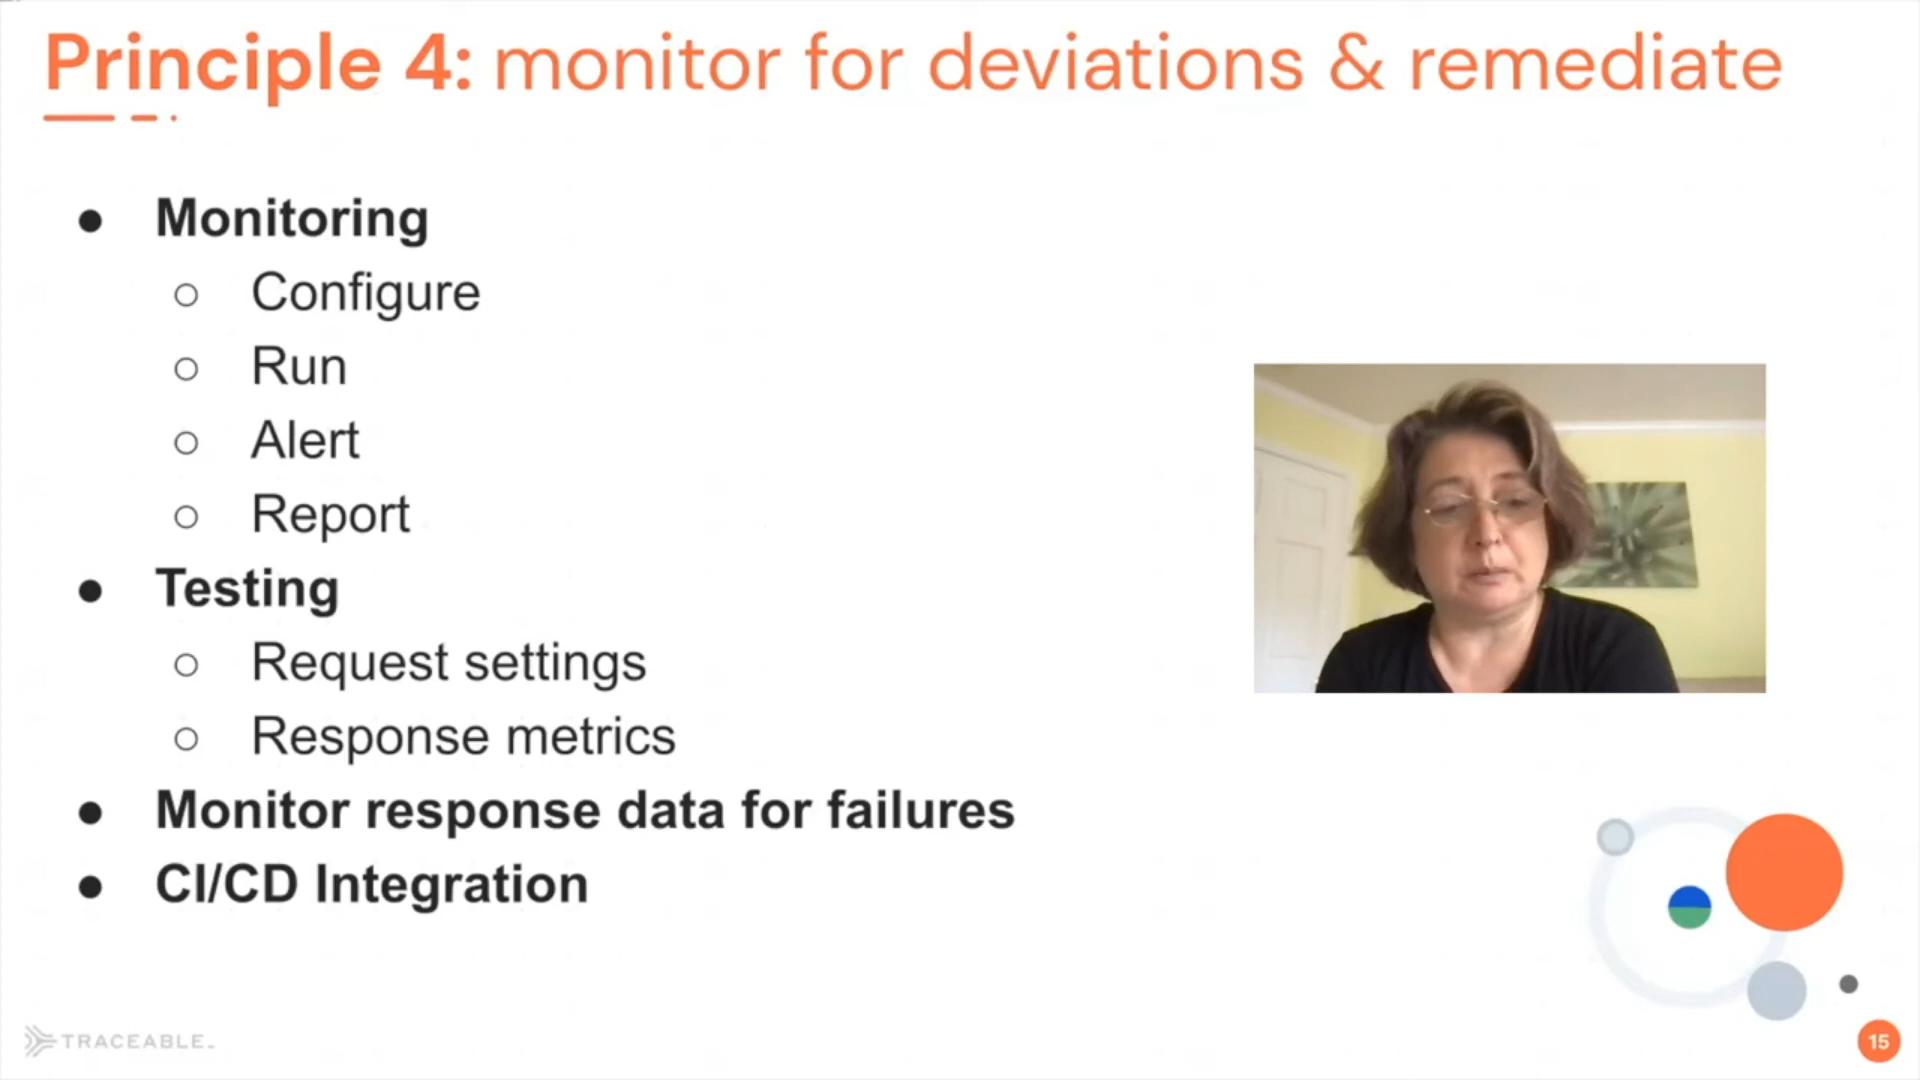 Principle 4: monitor for deviations & remediate
● Monitoring
○ Configure
○ Run
○ Alert
○ Report
● Testing
○ Request settings
○ Response metrics
● Monitor response data for failures
● CI/CD Integration
TRACEABLE
15